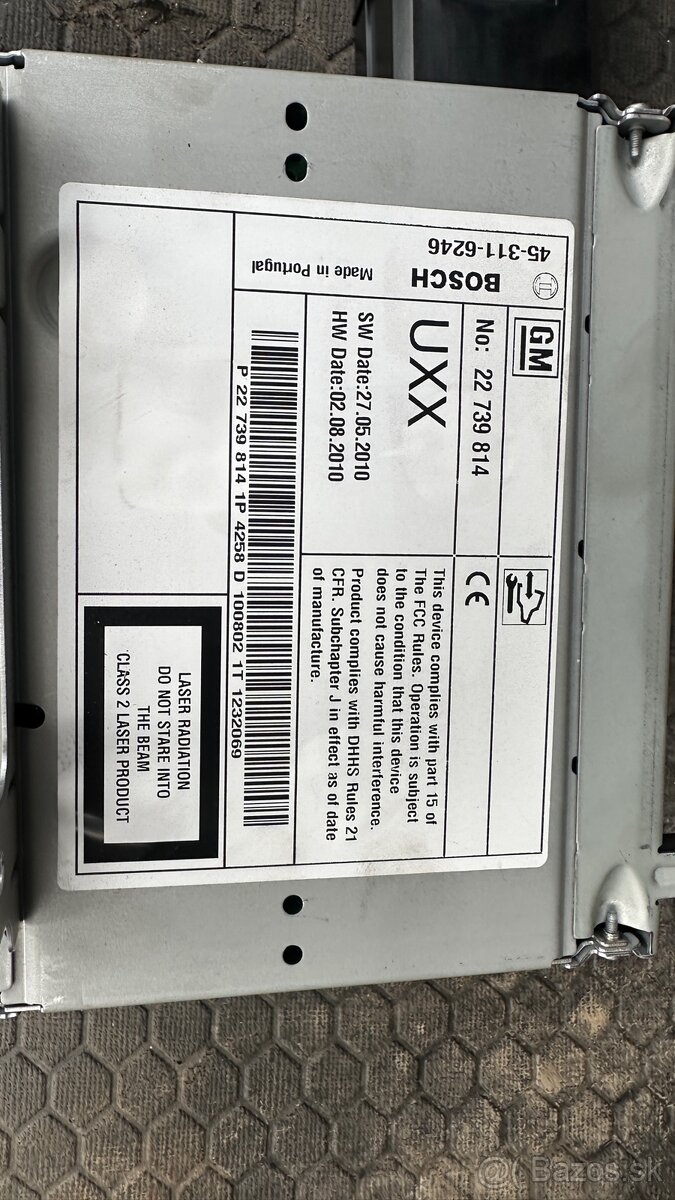 GM
No: 22 739 814
UXX
SW Date:27.05.2010
HW Date:02.08.2010
45-311-6246
BOSCH
Made in Portugal
CE
This device complies with part 15 of
The FCC Rules. Operation is subject
to the condition that this device
does not cause harmful interference.
Product complies with DHHS Rules 21
CFR. Subchapter J in effect as of date
of manufacture.
P 22 739 814 1P 4258 D 100802 1T 1232069
LASER RADIATION
DO NOT STARE INTO
THE BEAM
CLASS 2 LASER PRODUCT
@ Bazos.sk